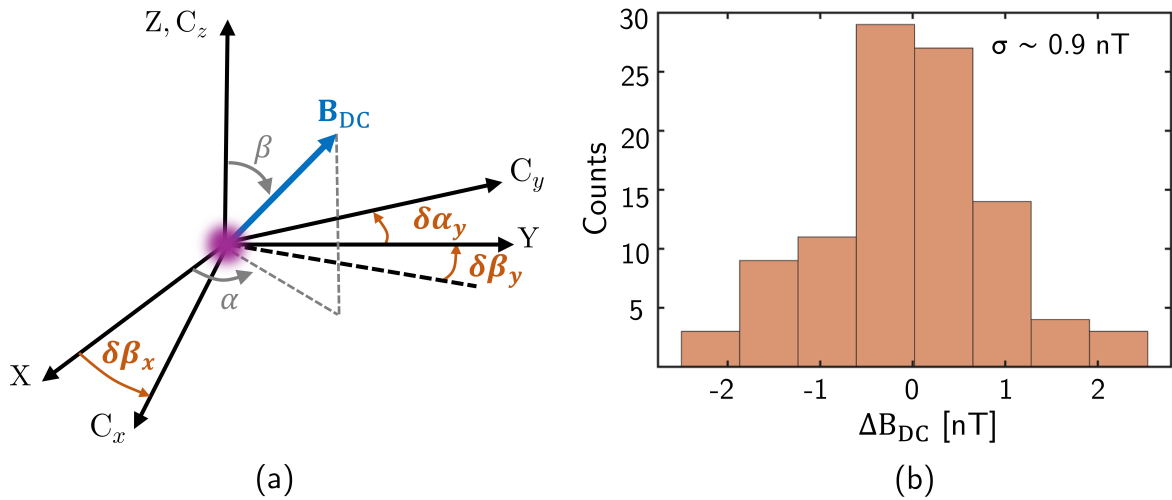 Z, C_z
B_DC
β
C_y
δα_y
Y
δβ_y
α
δβ_x
X
C_x
(a)
30
25
20
15
10
5
Counts
σ ~ 0.9 nT
-2 -1 0 1 2
ΔB_DC [nT]
(b)